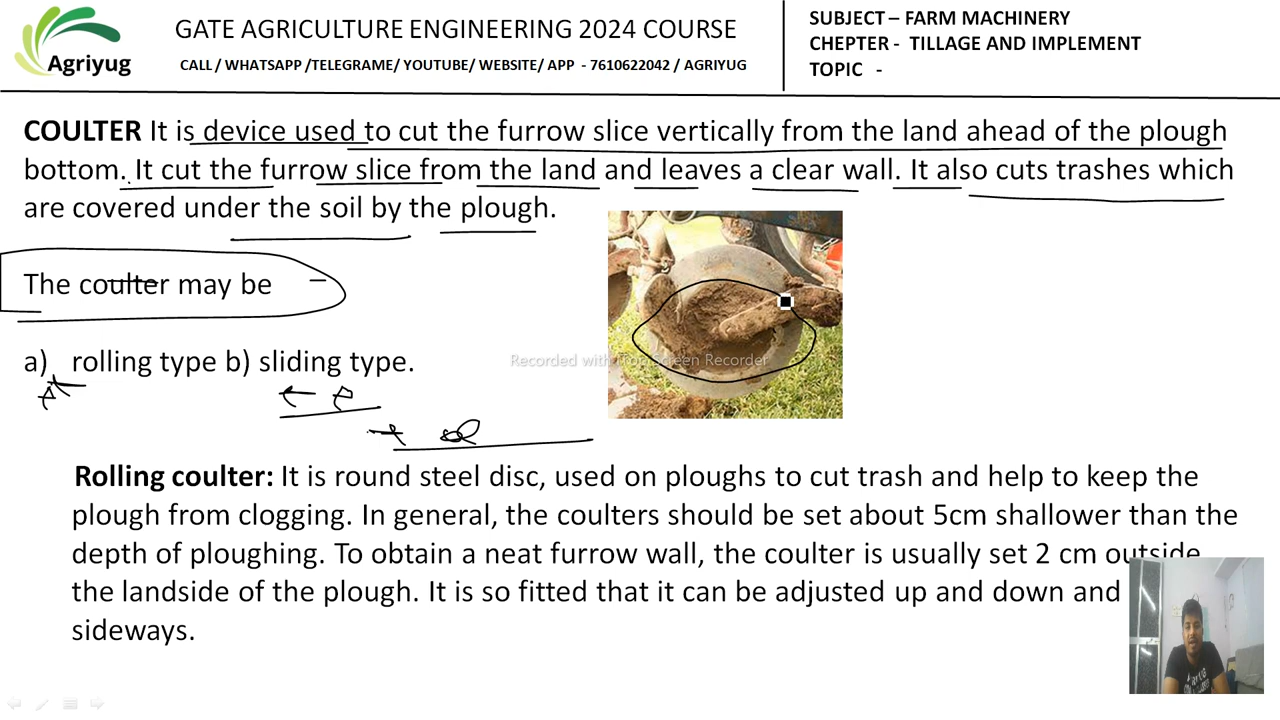 Agriyug
GATE AGRICULTURE ENGINEERING 2024 COURSE
CALL / WHATSAPP /TELEGRAME/ YOUTUBE/ WEBSITE/ APP - 7610622042 / AGRIYUG
SUBJECT – FARM MACHINERY
CHEPTER - TILLAGE AND IMPLEMENT
TOPIC -
COULTER It is device used to cut the furrow slice vertically from the land ahead of the plough
bottom. It cut the furrow slice from the land and leaves a clear wall. It also cuts trashes which
are covered under the soil by the plough.
The coulter may be
a) rolling type b) sliding type.
Recorded with iTop Screen Recorder
Rolling coulter: It is round steel disc, used on ploughs to cut trash and help to keep the
plough from clogging. In general, the coulters should be set about 5cm shallower than the
depth of ploughing. To obtain a neat furrow wall, the coulter is usually set 2 cm outside
the landside of the plough. It is so fitted that it can be adjusted up and down and
sideways.